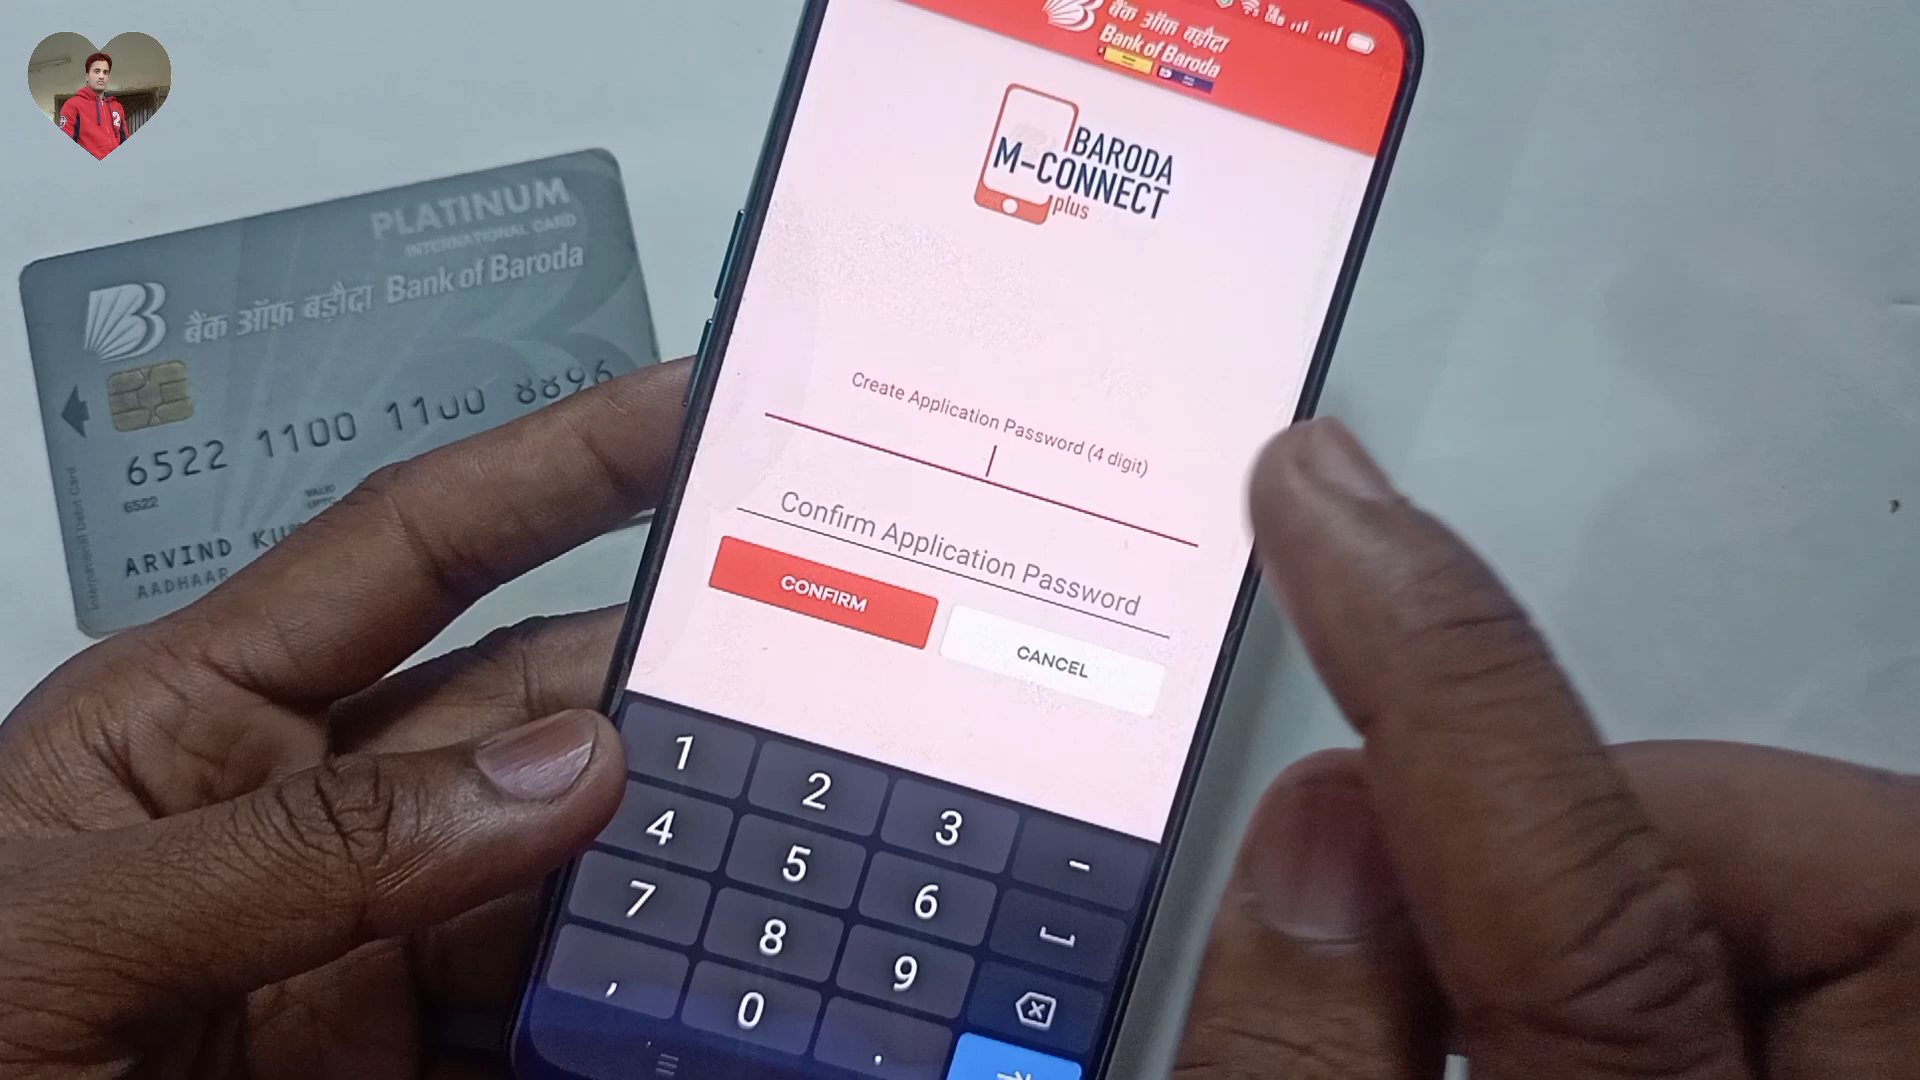 PLATINUM
INTERNATIONAL CARD
बैंक ऑफ़ बड़ौदा Bank of Baroda
6522 1100
6522
VALID
ARVIND
AADHAAR
International Debit Card
बैंक ऑफ़ बड़ौदा
Bank of Baroda
BARODA
M-CONNECT
plus
Create Application Password (4 digit)
Confirm Application Password
CONFIRM
CANCEL
1 2 3 -
4 5 6
7 8 9
, 0 .